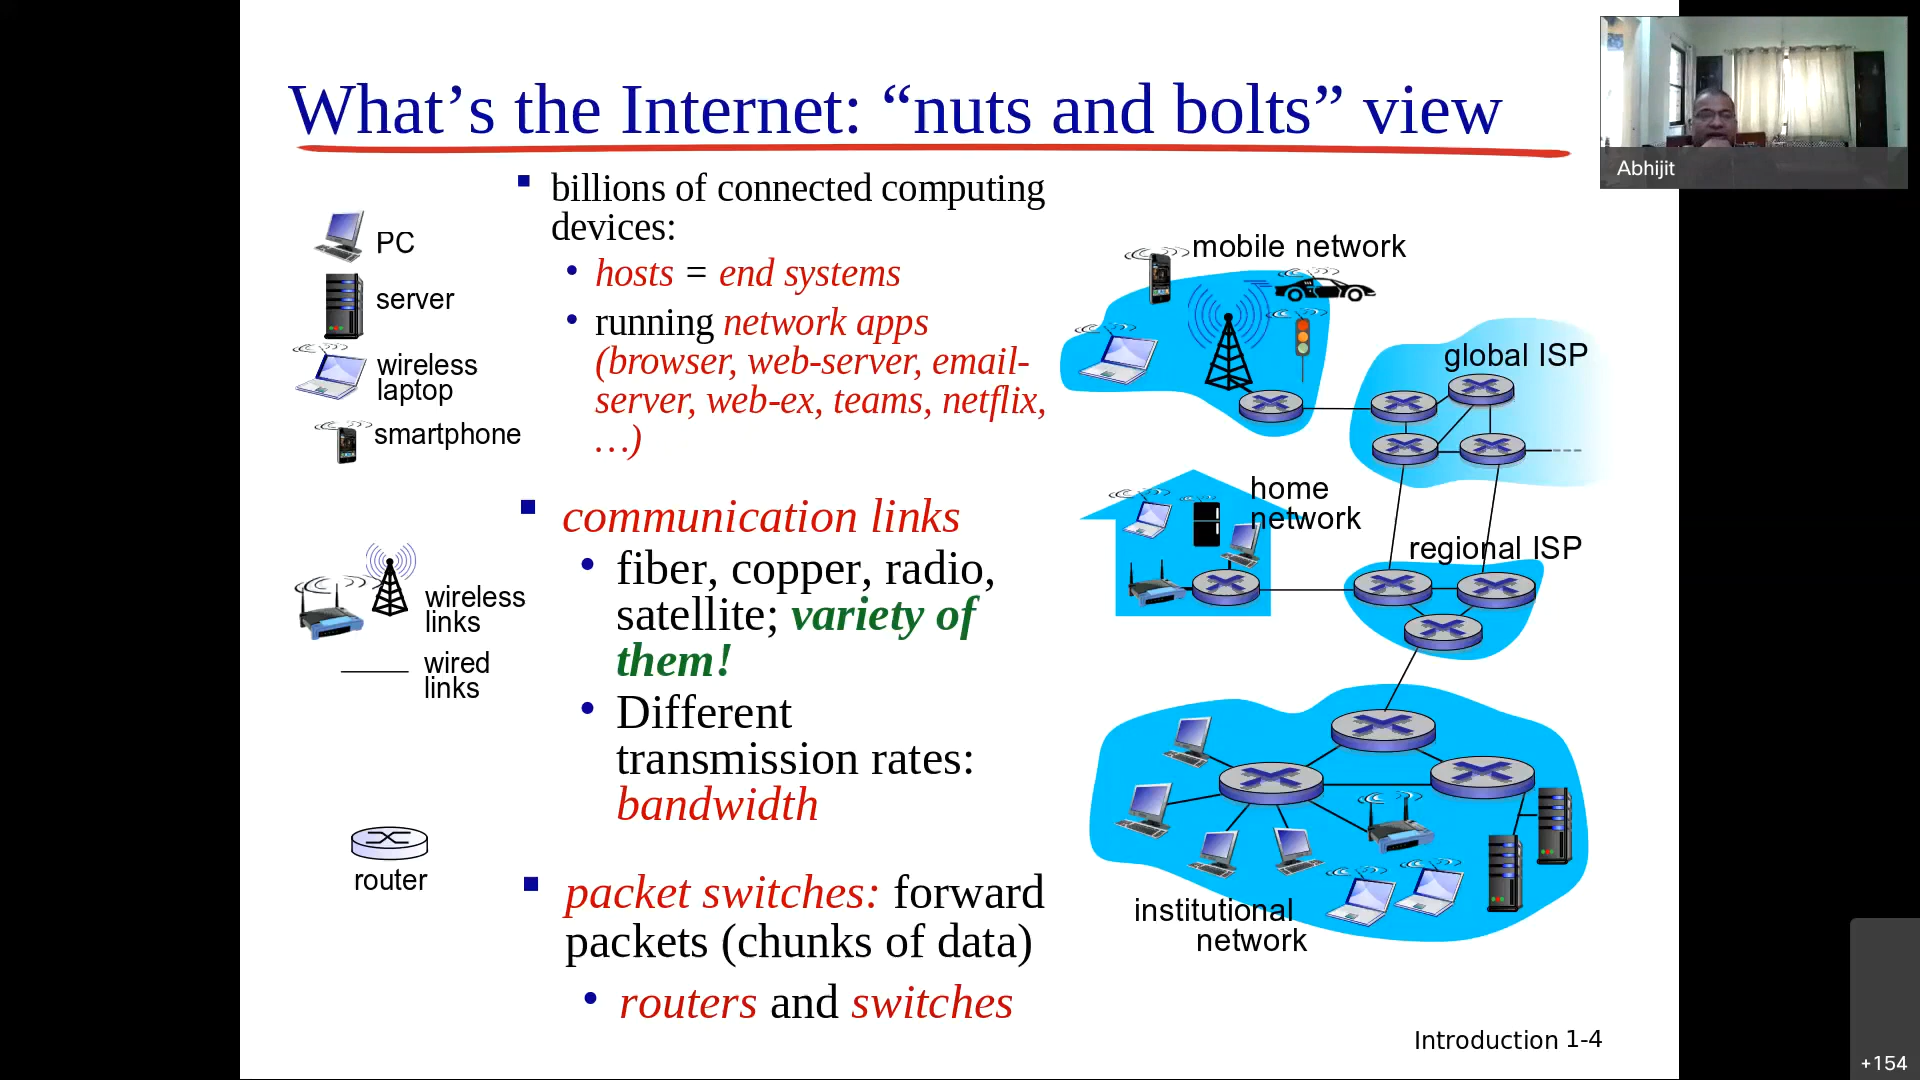 What’s the Internet: “nuts and bolts” view
Abhijit
PC
server
wireless
laptop
smartphone
wireless
links
wired
links
router
▪ billions of connected computing
devices:
• hosts = end systems
• running network apps
(browser, web-server, email-
server, web-ex, teams, netflix,
…)
▪ communication links
• fiber, copper, radio,
satellite; variety of
them!
• Different
transmission rates:
bandwidth
▪ packet switches: forward
packets (chunks of data)
• routers and switches
mobile network
global ISP
home
network
regional ISP
institutional
network
Introduction 1-4
+154